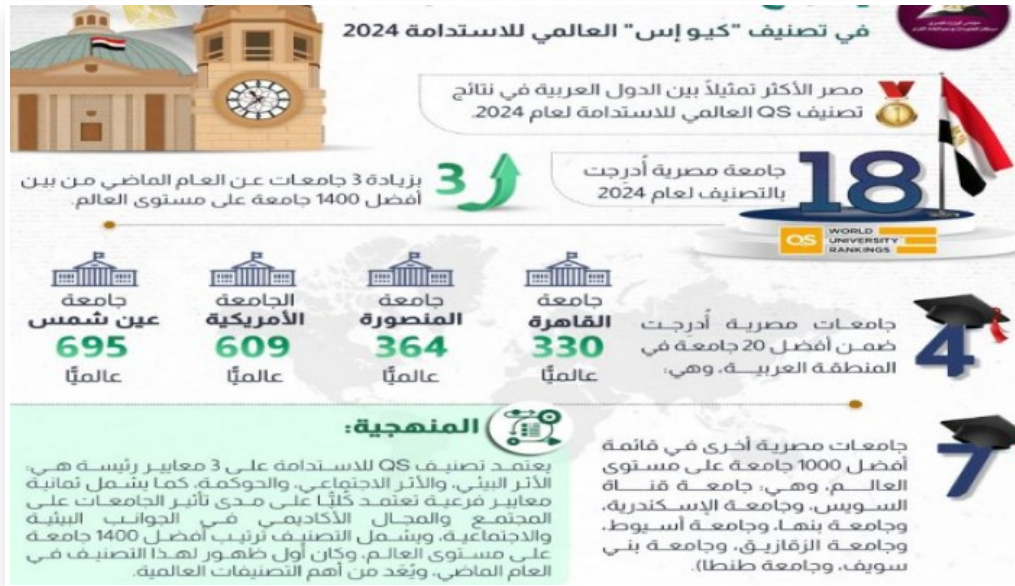 في تصنيف "كيو إس" العالمي للاستدامة 2024
مصر الأكثر تمثيلًا بين الدول العربية في نتائج
تصنيف QS العالمي للاستدامة لعام 2024.
18
جامعة مصرية أُدرجت
بالتصنيف لعام 2024
3
بزيادة 3 جامعات عن العام الماضي من بين
أفضل 1400 جامعة على مستوى العالم.
QS WORLD
UNIVERSITY
RANKINGS
4
جامعات مصرية أُدرجت
ضمن أفضل 20 جامعة في
المنطقة العربية، وهي:
جامعة
القاهرة
330
عالميًّا
جامعة
المنصورة
364
عالميًّا
الجامعة
الأمريكية
609
عالميًّا
جامعة
عين شمس
695
عالميًّا
7
جامعات مصرية أخرى في قائمة
أفضل 1000 جامعة على مستوى
العالم، وهي: جامعة قناة
السويس، وجامعة الإسكندرية،
وجامعة بنها، وجامعة أسيوط،
وجامعة الزقازيق، وجامعة بني
سويف، وجامعة طنطا).
المنهجية:
يعتمد تصنيف QS للاستدامة على 3 معايير رئيسة هي:
الأثر البيئي، والأثر الاجتماعي، والحوكمة، كما يشمل ثمانية
معايير فرعية تعتمد كليًّا على مدى تأثير الجامعات على
المجتمع والمجال الأكاديمي في الجوانب البيئية
والاجتماعية، ويشمل التصنيف ترتيب أفضل 1400 جامعة
على مستوى العالم، وكان أول ظهور لهذا التصنيف في
العام الماضي، ويُعد من أهم التصنيفات العالمية.